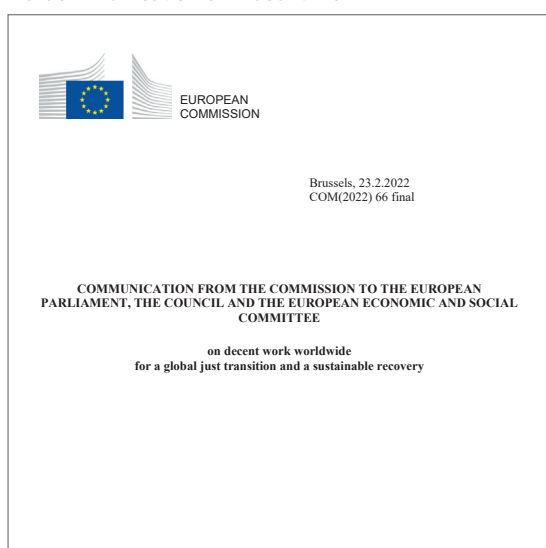 EUROPEAN
COMMISSION
Brussels, 23.2.2022
COM(2022) 66 final
COMMUNICATION FROM THE COMMISSION TO THE EUROPEAN
PARLIAMENT, THE COUNCIL AND THE EUROPEAN ECONOMIC AND SOCIAL
COMMITTEE
on decent work worldwide
for a global just transition and a sustainable recovery